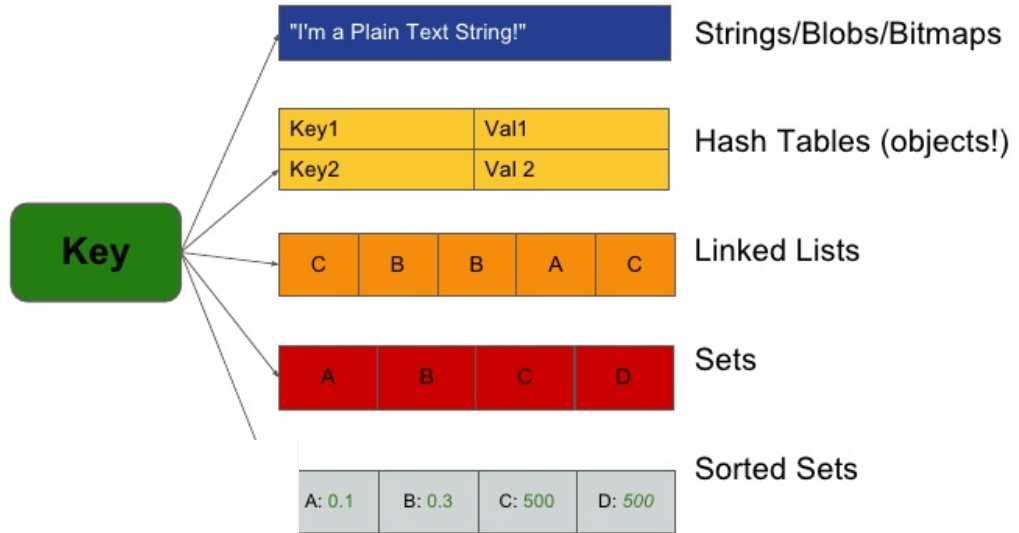 "I'm a Plain Text String!"
Strings/Blobs/Bitmaps
Key1 Val1
Key2 Val 2
Hash Tables (objects!)
Key
C B B A C
Linked Lists
A B C D
Sets
A: 0.1 B: 0.3 C: 500 D: 500
Sorted Sets